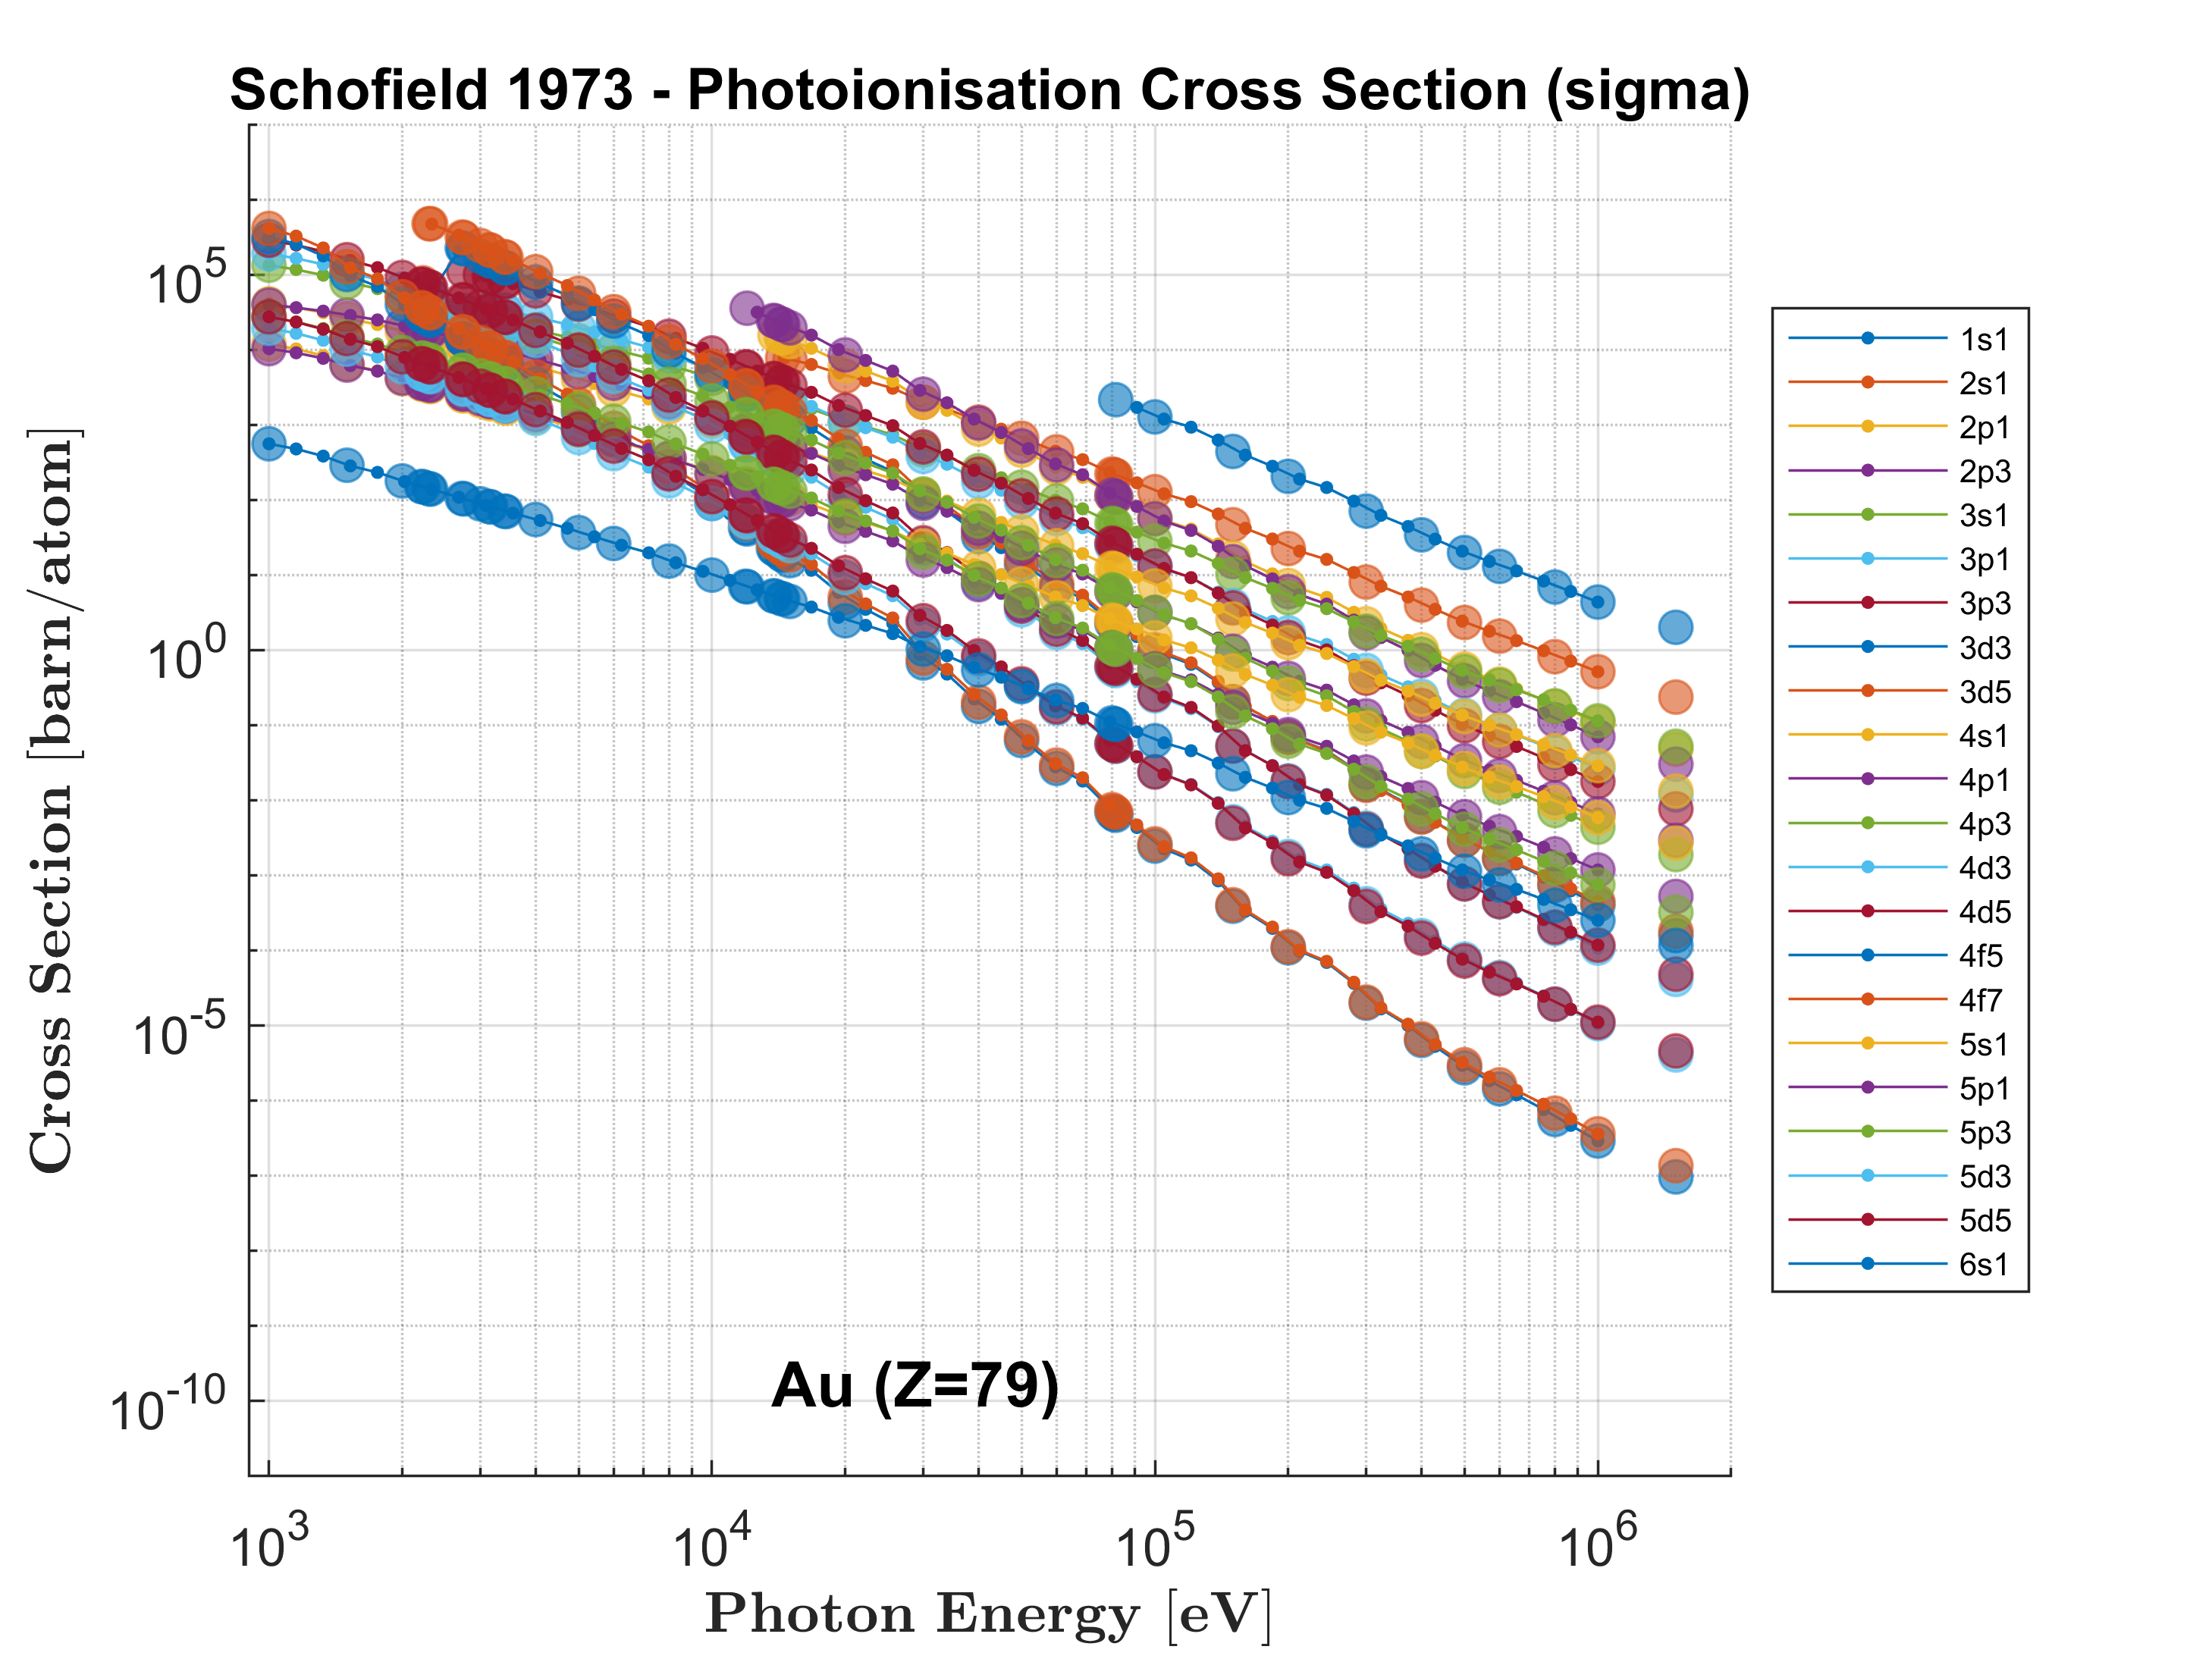 Schofield 1973 - Photoionisation Cross Section (sigma)
Cross Section [barn/atom]
10^5
10^0
10^-5
10^-10
Au (Z=79)
10^3 10^4 10^5 10^6
Photon Energy [eV]
1s1
2s1
2p1
2p3
3s1
3p1
3p3
3d3
3d5
4s1
4p1
4p3
4d3
4d5
4f5
4f7
5s1
5p1
5p3
5d3
5d5
6s1